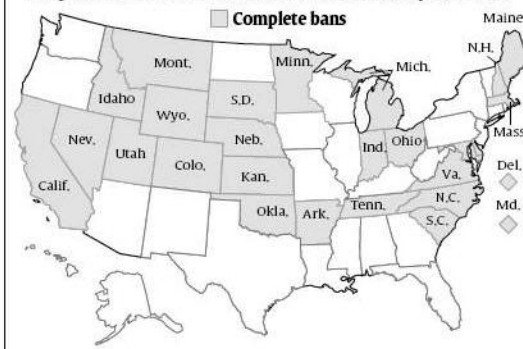 Complete bans
Maine
N.H.
Mont.
Minn.
Mich.
Idaho
S.D.
Wyo.
Mass
Nev.
Neb.
Ind.
Ohio
Utah
Colo.
Del.
Calif.
Kan.
Va.
Md.
Okla.
Ark.
Tenn.
N.C.
S.C.